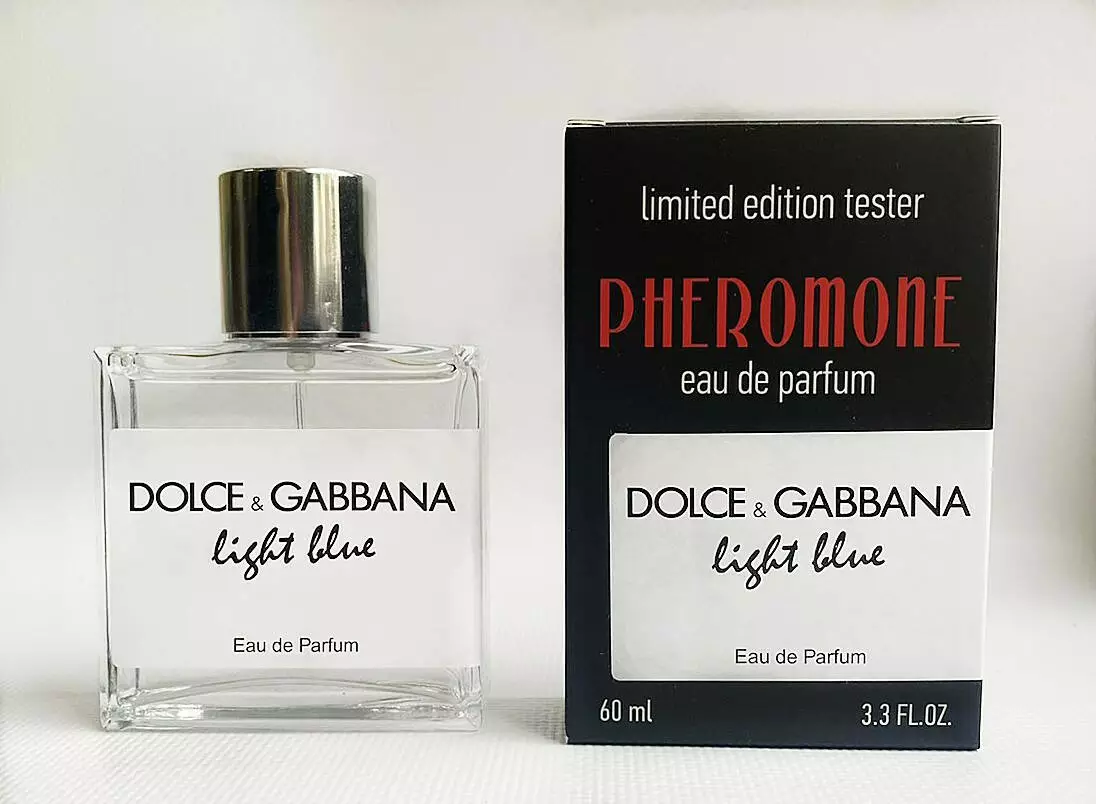 DOLCE & GABBANA
light blue
Eau de Parfum
limited edition tester
PHEROMONE
eau de parfum
DOLCE & GABBANA
light blue
Eau de Parfum
60 ml
3.3 FL.OZ.